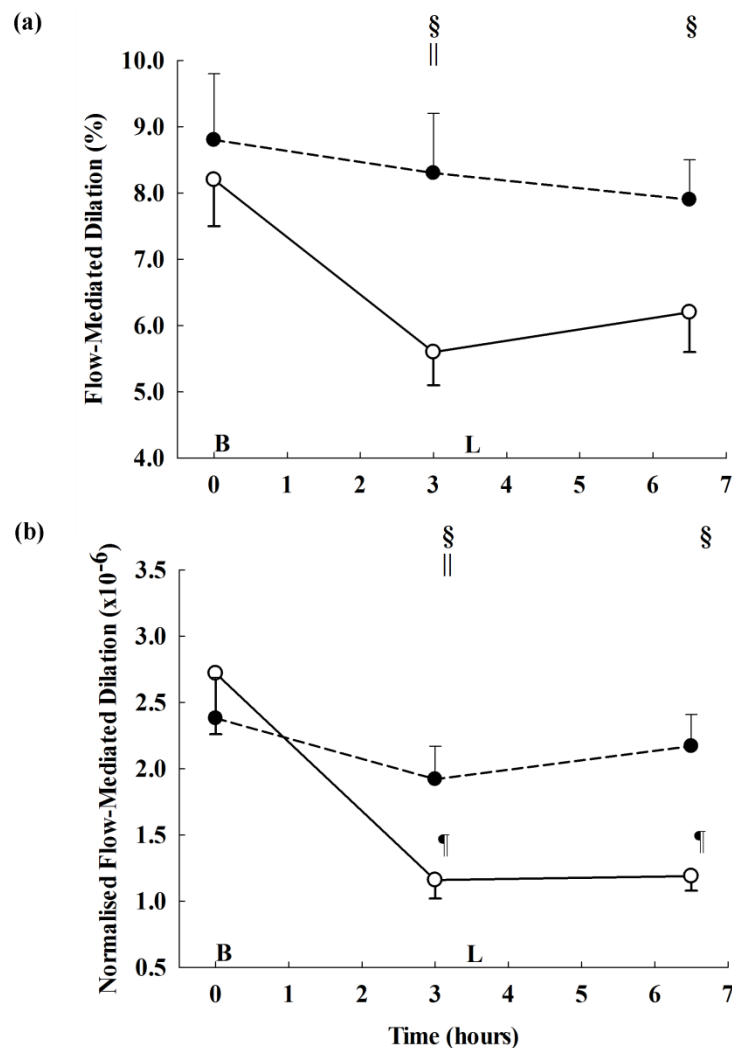 (a)
§ §
||
Flow-Mediated Dilation (%)
10.0
9.0
8.0
7.0
6.0
5.0
4.0
B L
0 1 2 3 4 5 6 7
(b)
§ §
||
Normalised Flow-Mediated Dilation (x10-6)
3.5
3.0
2.5
2.0
1.5
1.0
0.5
¶ ¶
B L
0 1 2 3 4 5 6 7
Time (hours)